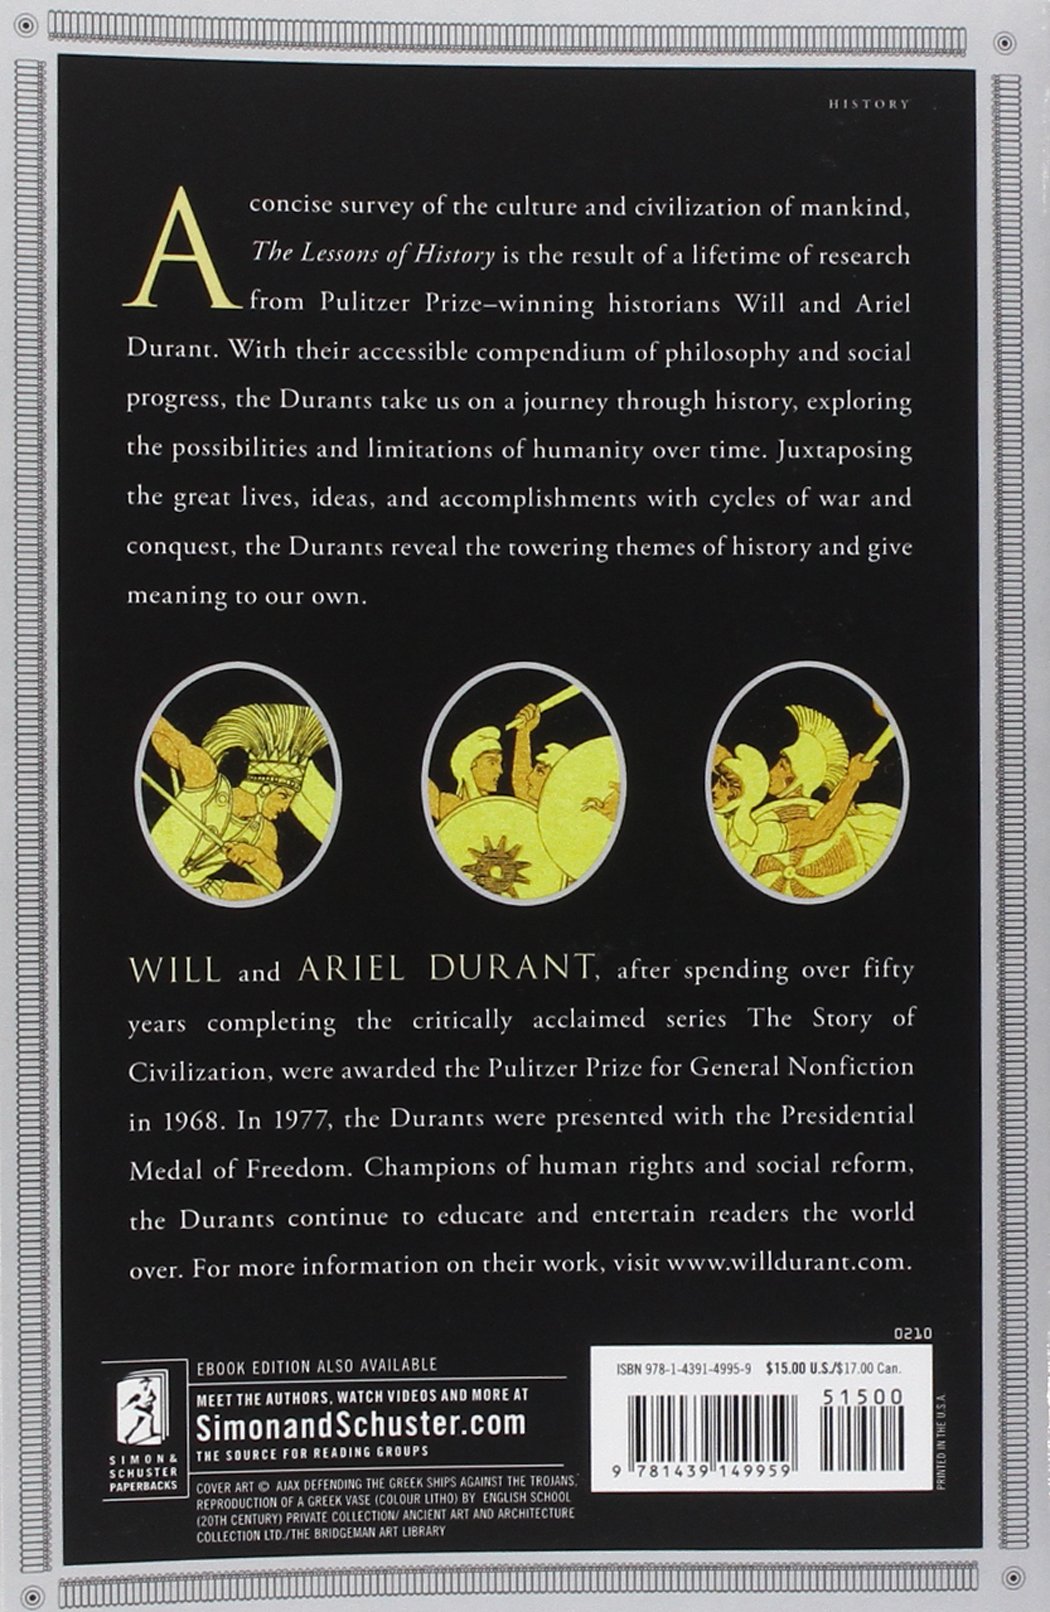 HISTORY
A concise survey of the culture and civilization of mankind,
The Lessons of History is the result of a lifetime of research
from Pulitzer Prize–winning historians Will and Ariel
Durant. With their accessible compendium of philosophy and social
progress, the Durants take us on a journey through history, exploring
the possibilities and limitations of humanity over time. Juxtaposing
the great lives, ideas, and accomplishments with cycles of war and
conquest, the Durants reveal the towering themes of history and give
meaning to our own.
WILL and ARIEL DURANT, after spending over fifty
years completing the critically acclaimed series The Story of
Civilization, were awarded the Pulitzer Prize for General Nonfiction
in 1968. In 1977, the Durants were presented with the Presidential
Medal of Freedom. Champions of human rights and social reform,
the Durants continue to educate and entertain readers the world
over. For more information on their work, visit www.willdurant.com.
0210
EBOOK EDITION ALSO AVAILABLE
MEET THE AUTHORS, WATCH VIDEOS AND MORE AT
SimonandSchuster.com
THE SOURCE FOR READING GROUPS
SIMON &
SCHUSTER
PAPERBACKS
COVER ART © AJAX DEFENDING THE GREEK SHIPS AGAINST THE TROJANS,
REPRODUCTION OF A GREEK VASE (COLOUR LITHO) BY ENGLISH SCHOOL
(20TH CENTURY) PRIVATE COLLECTION/ ANCIENT ART AND ARCHITECTURE
COLLECTION LTD./THE BRIDGEMAN ART LIBRARY
ISBN 978-1-4391-4995-9 $15.00 U.S./$17.00 Can.
51500
9 781439 149959
PRINTED IN THE U.S.A.